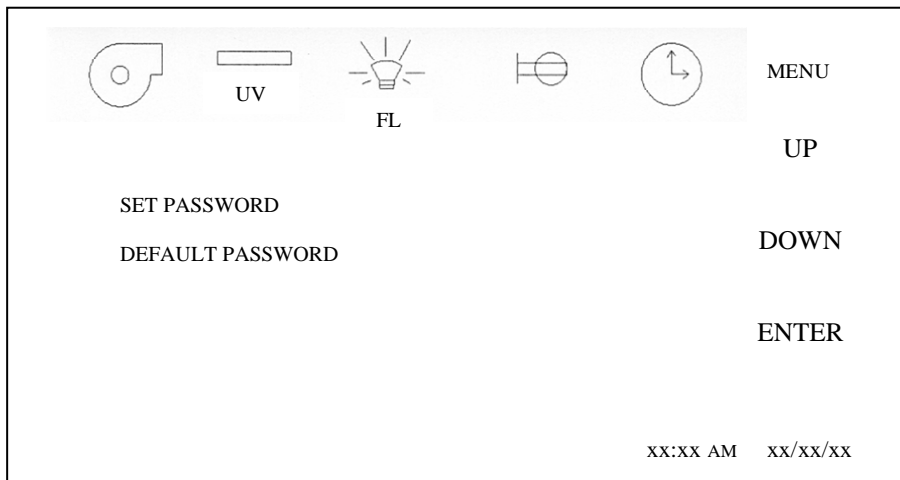 MENU
UV
FL
UP
SET PASSWORD
DOWN
DEFAULT PASSWORD
ENTER
xx:xx AM xx/xx/xx